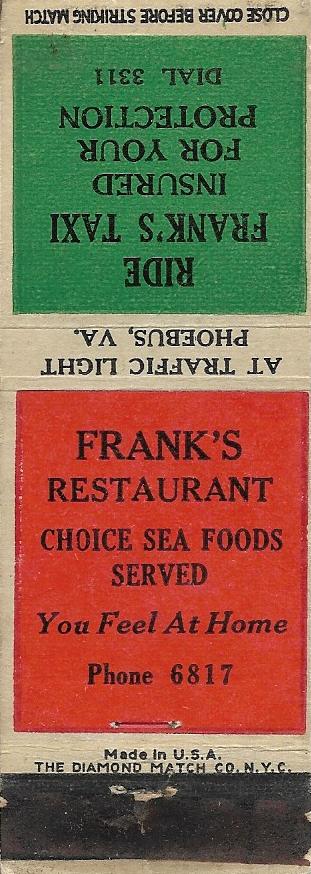 CLOSE COVER BEFORE STRIKING MATCH
RIDE
FRANK'S TAXI
INSURED
FOR YOUR
PROTECTION
DIAL 3311
AT TRAFFIC LIGHT
PHOEBUS, VA.
FRANK'S
RESTAURANT
CHOICE SEA FOODS
SERVED
You Feel At Home
Phone 6817
Made in U.S.A.
THE DIAMOND MATCH CO. N.Y.C.